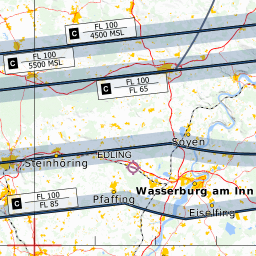 FL 100
C 4500 MSL
FL 100
C 5500 MSL
FL 100
C FL 65
Soyen
EDLING
Steinhöring
Wasserburg am Inn
FL 100
C FL 85
Pfaffing
Eiselfing